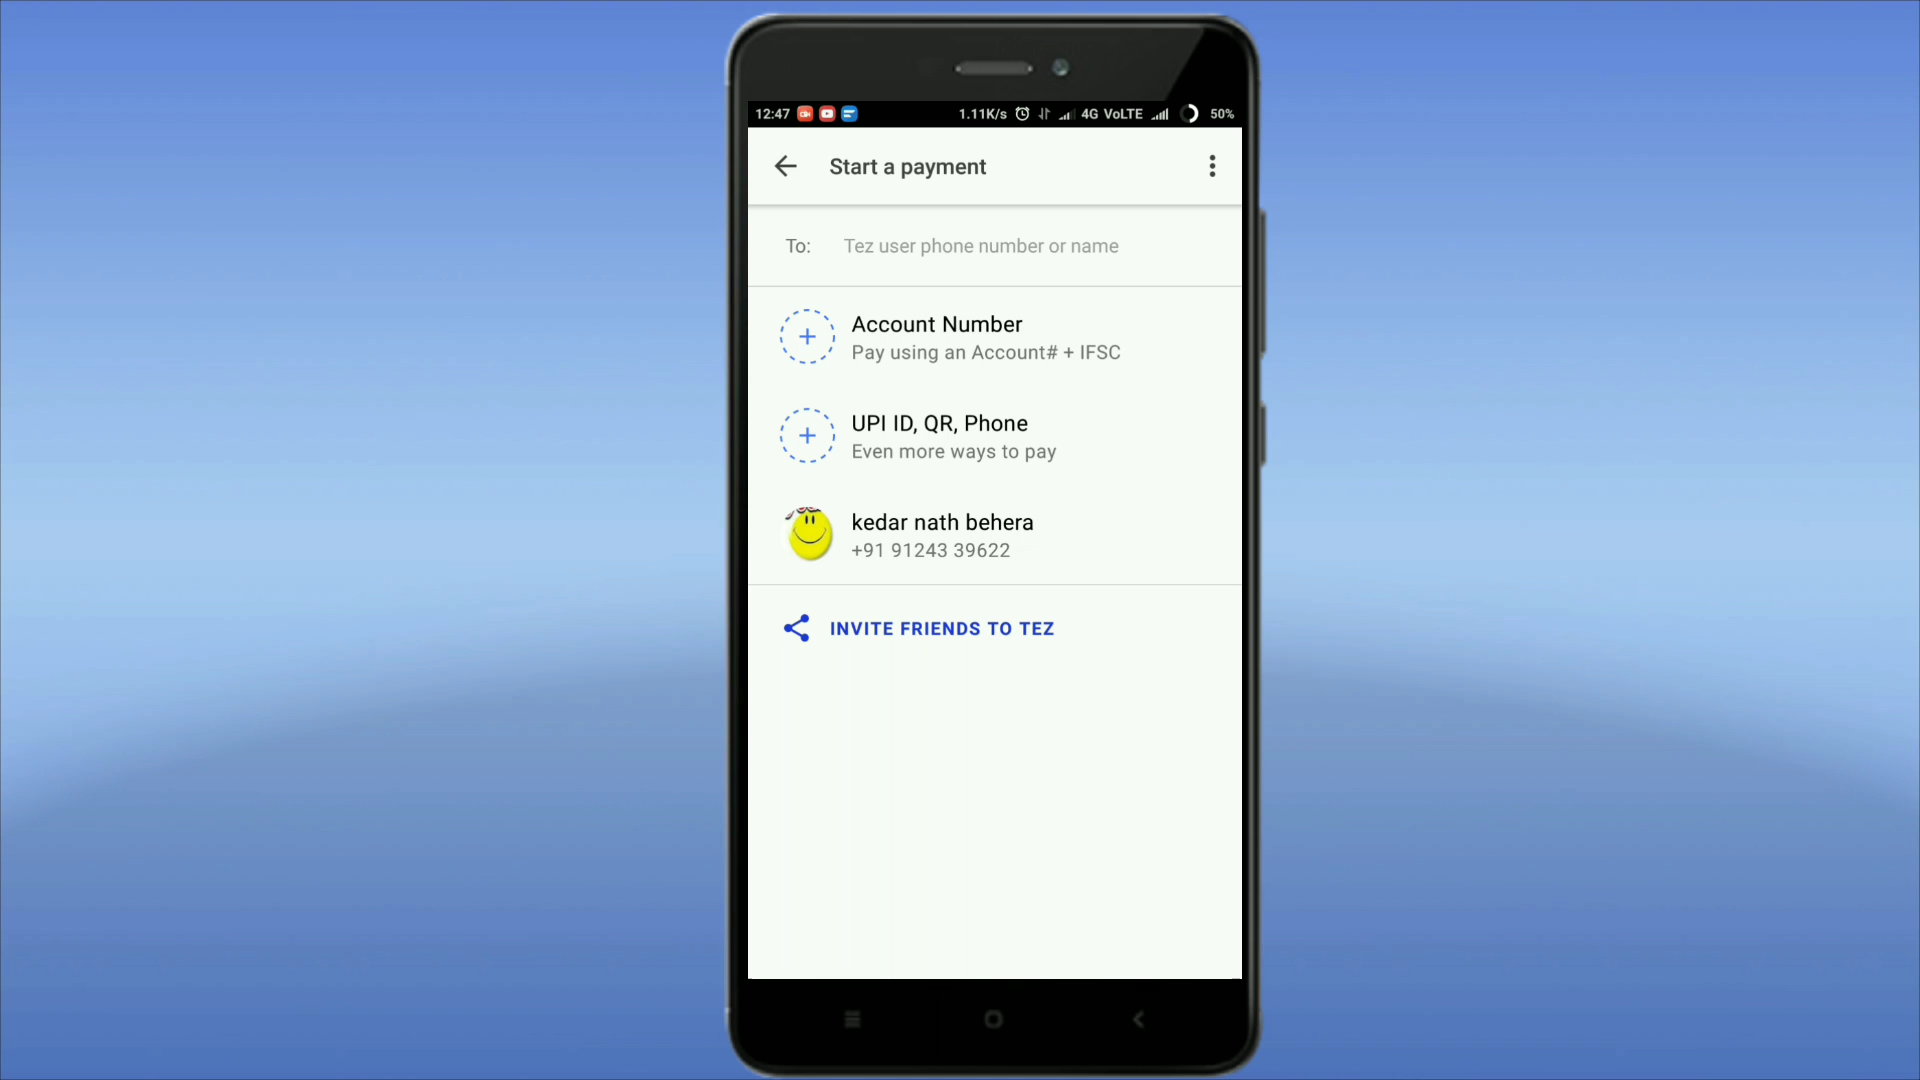 12:47 1.11K/s 4G VoLTE 50%
Start a payment
To: Tez user phone number or name
Account Number
Pay using an Account# + IFSC
UPI ID, QR, Phone
Even more ways to pay
kedar nath behera
+91 91243 39622
INVITE FRIENDS TO TEZ